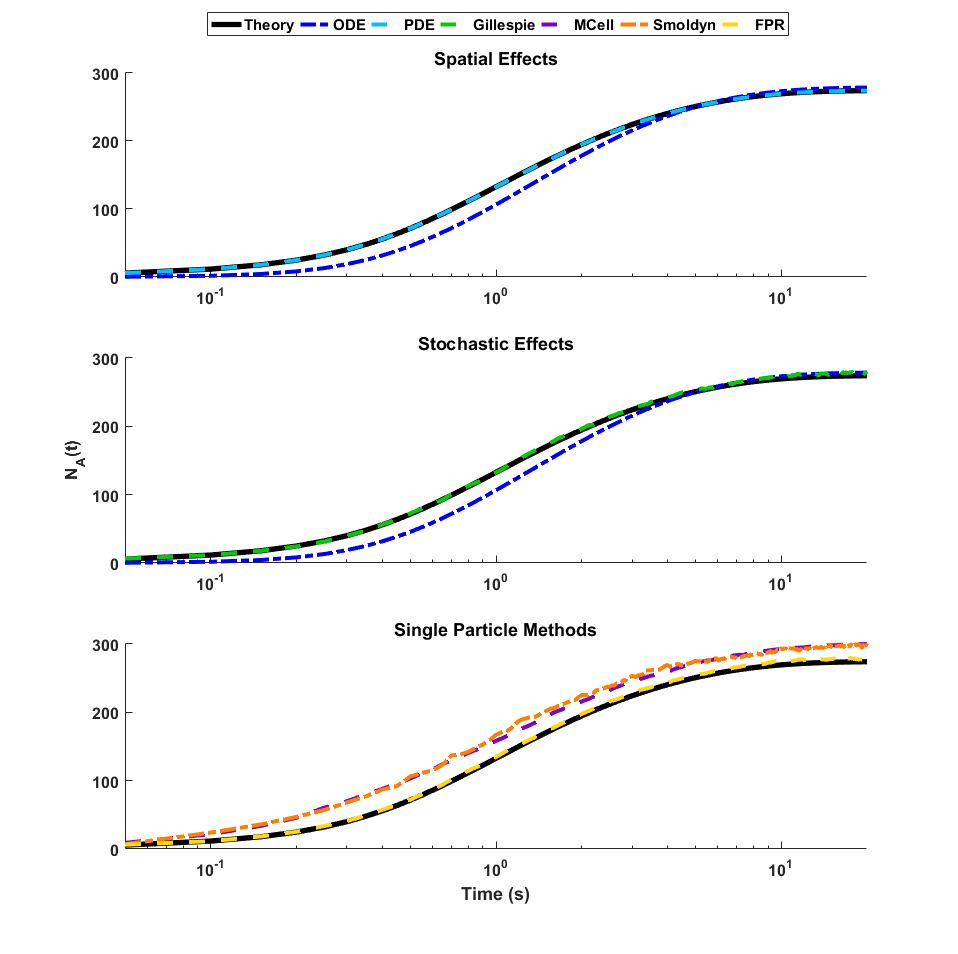 Theory ODE PDE Gillespie MCell Smoldyn FPR
Spatial Effects
300
200
100
0
10^-1 10^0 10^1
Stochastic Effects
300
200
100
0
10^-1 10^0 10^1
N_A(t)
Single Particle Methods
300
200
100
0
10^-1 10^0 10^1
Time (s)